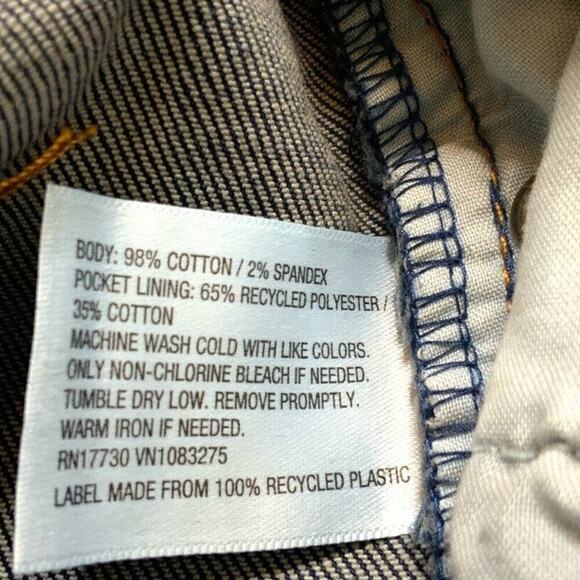 BODY: 98% COTTON / 2% SPANDEX
POCKET LINING: 65% RECYCLED POLYESTER /
35% COTTON
MACHINE WASH COLD WITH LIKE COLORS.
ONLY NON-CHLORINE BLEACH IF NEEDED.
TUMBLE DRY LOW. REMOVE PROMPTLY.
WARM IRON IF NEEDED.
RN17730 VN1083275
LABEL MADE FROM 100% RECYCLED PLASTIC